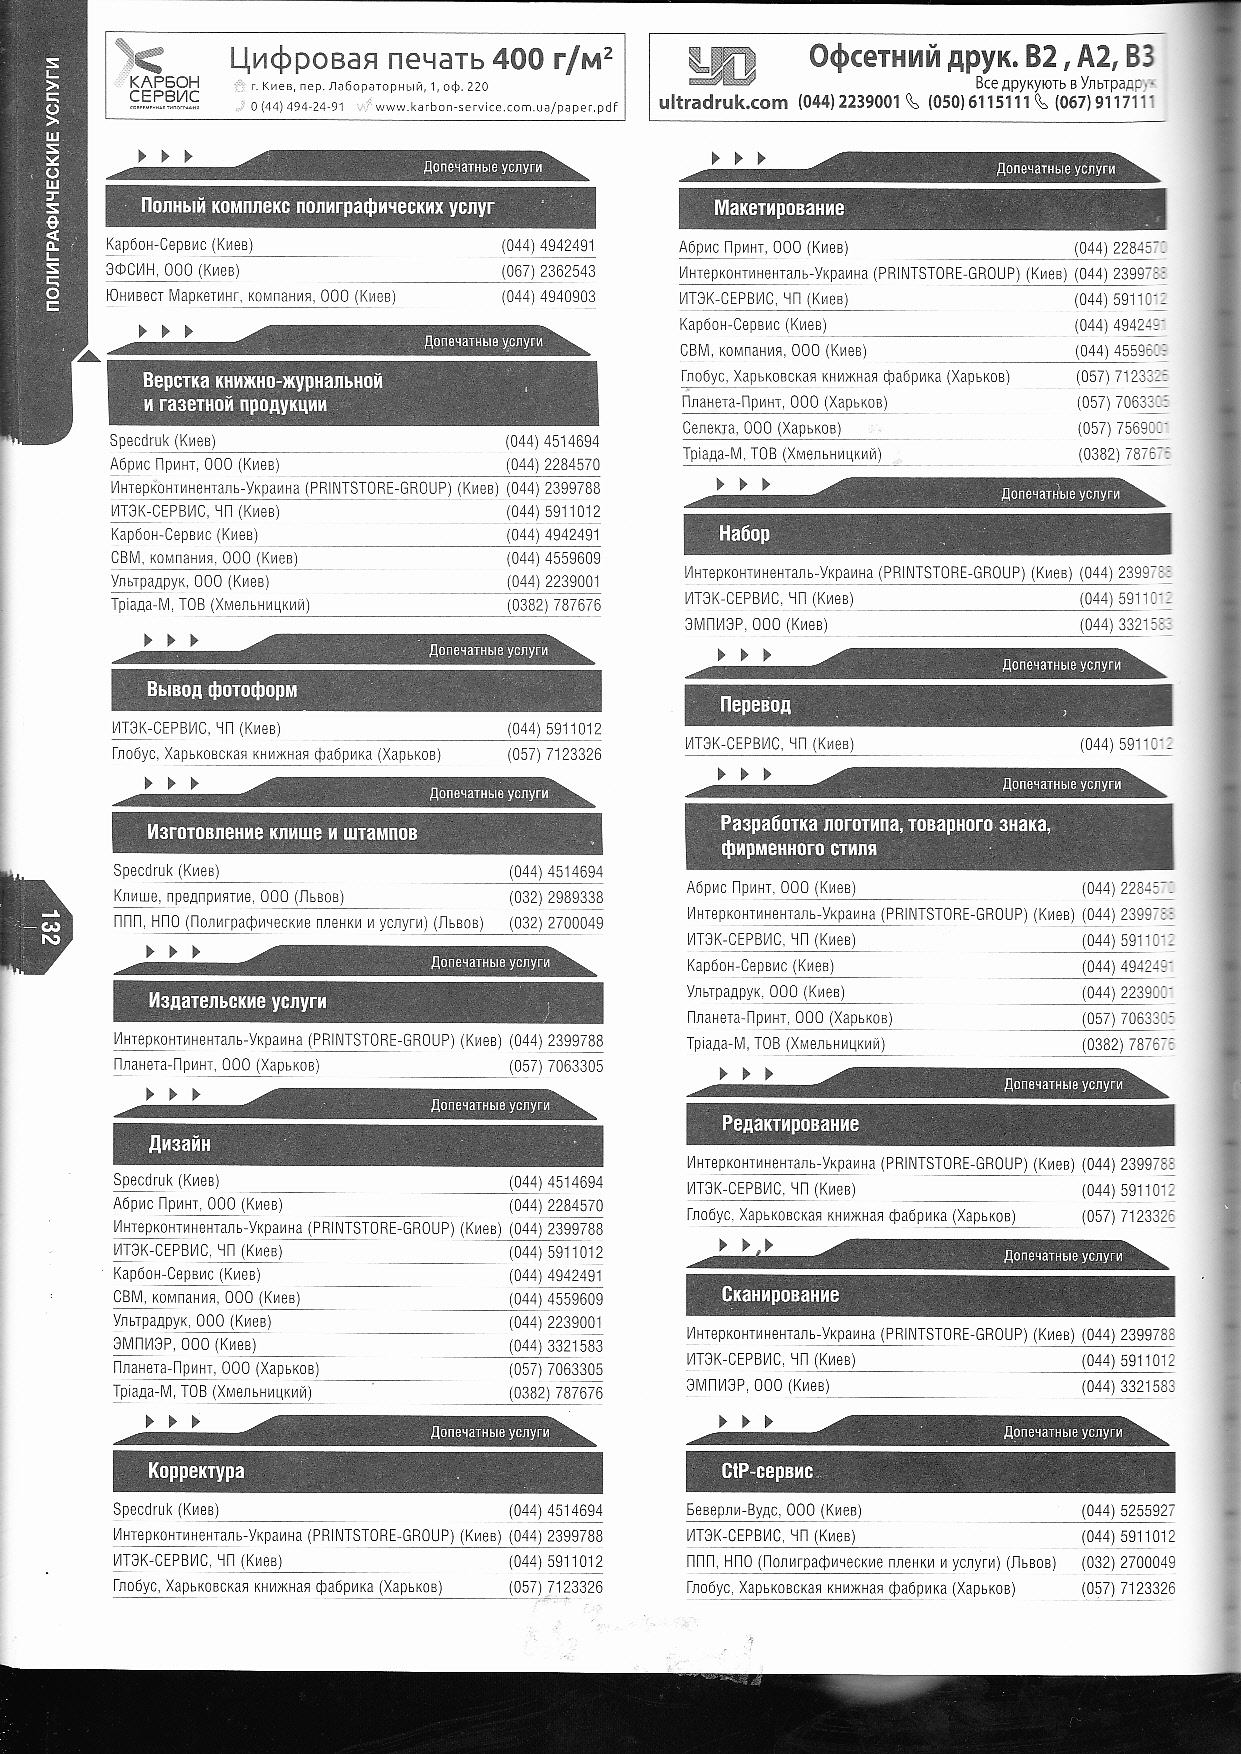 ПОЛИГРАФИЧЕСКИЕ УСЛУГИ
132
КАРБОН
СЕРВИС
СОВРЕМЕННАЯ ТИПОГРАФИЯ
Цифровая печать 400 г/м²
г. Киев, пер. Лабораторный, 1, оф. 220
0 (44) 494-24-91 www.karbon-service.com.ua/paper.pdf
Допечатные услуги
Полный комплекс полиграфических услуг
Карбон-Сервис (Киев) (044) 4942491
ЭФСИН, ООО (Киев) (067) 2362543
Юнивест Маркетинг, компания, ООО (Киев) (044) 4940903
Допечатные услуги
Верстка книжно-журнальной
и газетной продукции
Specdruk (Киев) (044) 4514694
Абрис Принт, ООО (Киев) (044) 2284570
Интерконтиненталь-Украина (PRINTSTORE-GROUP) (Киев) (044) 2399788
ИТЭК-СЕРВИС, ЧП (Киев) (044) 5911012
Карбон-Сервис (Киев) (044) 4942491
СВМ, компания, ООО (Киев) (044) 4559609
Ультрадрук, ООО (Киев) (044) 2239001
Тріада-М, ТОВ (Хмельницкий) (0382) 787676
Допечатные услуги
Вывод фотоформ
ИТЭК-СЕРВИС, ЧП (Киев) (044) 5911012
Глобус, Харьковская книжная фабрика (Харьков) (057) 7123326
Допечатные услуги
Изготовление клише и штампов
Specdruk (Киев) (044) 4514694
Клише, предприятие, ООО (Львов) (032) 2989338
ППП, НПО (Полиграфические пленки и услуги) (Львов) (032) 2700049
Допечатные услуги
Издательские услуги
Интерконтиненталь-Украина (PRINTSTORE-GROUP) (Киев) (044) 2399788
Планета-Принт, ООО (Харьков) (057) 7063305
Допечатные услуги
Дизайн
Specdruk (Киев) (044) 4514694
Абрис Принт, ООО (Киев) (044) 2284570
Интерконтиненталь-Украина (PRINTSTORE-GROUP) (Киев) (044) 2399788
ИТЭК-СЕРВИС, ЧП (Киев) (044) 5911012
Карбон-Сервис (Киев) (044) 4942491
СВМ, компания, ООО (Киев) (044) 4559609
Ультрадрук, ООО (Киев) (044) 2239001
ЭМПИЭР, ООО (Киев) (044) 3321583
Планета-Принт, ООО (Харьков) (057) 7063305
Тріада-М, ТОВ (Хмельницкий) (0382) 787676
Допечатные услуги
Корректура
Specdruk (Киев) (044) 4514694
Интерконтиненталь-Украина (PRINTSTORE-GROUP) (Киев) (044) 2399788
ИТЭК-СЕРВИС, ЧП (Киев) (044) 5911012
Глобус, Харьковская книжная фабрика (Харьков) (057) 7123326
УД
Офсетний друк. В2 , А2, В3
Все друкують в Ультрадрук
ultradruk.com (044) 2239001 (050) 6115111 (067) 9117111
Допечатные услуги
Макетирование
Абрис Принт, ООО (Киев) (044) 2284570
Интерконтиненталь-Украина (PRINTSTORE-GROUP) (Киев) (044) 2399788
ИТЭК-СЕРВИС, ЧП (Киев) (044) 5911012
Карбон-Сервис (Киев) (044) 4942491
СВМ, компания, ООО (Киев) (044) 4559609
Глобус, Харьковская книжная фабрика (Харьков) (057) 7123326
Планета-Принт, ООО (Харьков) (057) 7063305
Селекта, ООО (Харьков) (057) 7569001
Тріада-М, ТОВ (Хмельницкий) (0382) 787676
Допечатные услуги
Набор
Интерконтиненталь-Украина (PRINTSTORE-GROUP) (Киев) (044) 2399788
ИТЭК-СЕРВИС, ЧП (Киев) (044) 5911012
ЭМПИЭР, ООО (Киев) (044) 3321583
Допечатные услуги
Перевод
ИТЭК-СЕРВИС, ЧП (Киев) (044) 5911012
Допечатные услуги
Разработка логотипа, товарного знака,
фирменного стиля
Абрис Принт, ООО (Киев) (044) 2284570
Интерконтиненталь-Украина (PRINTSTORE-GROUP) (Киев) (044) 2399788
ИТЭК-СЕРВИС, ЧП (Киев) (044) 5911012
Карбон-Сервис (Киев) (044) 4942491
Ультрадрук, ООО (Киев) (044) 2239001
Планета-Принт, ООО (Харьков) (057) 7063305
Тріада-М, ТОВ (Хмельницкий) (0382) 787676
Допечатные услуги
Редактирование
Интерконтиненталь-Украина (PRINTSTORE-GROUP) (Киев) (044) 2399788
ИТЭК-СЕРВИС, ЧП (Киев) (044) 5911012
Глобус, Харьковская книжная фабрика (Харьков) (057) 7123326
Допечатные услуги
Сканирование
Интерконтиненталь-Украина (PRINTSTORE-GROUP) (Киев) (044) 2399788
ИТЭК-СЕРВИС, ЧП (Киев) (044) 5911012
ЭМПИЭР, ООО (Киев) (044) 3321583
Допечатные услуги
CtP-сервис
Беверли-Вудс, ООО (Киев) (044) 5255927
ИТЭК-СЕРВИС, ЧП (Киев) (044) 5911012
ППП, НПО (Полиграфические пленки и услуги) (Львов) (032) 2700049
Глобус, Харьковская книжная фабрика (Харьков) (057) 7123326